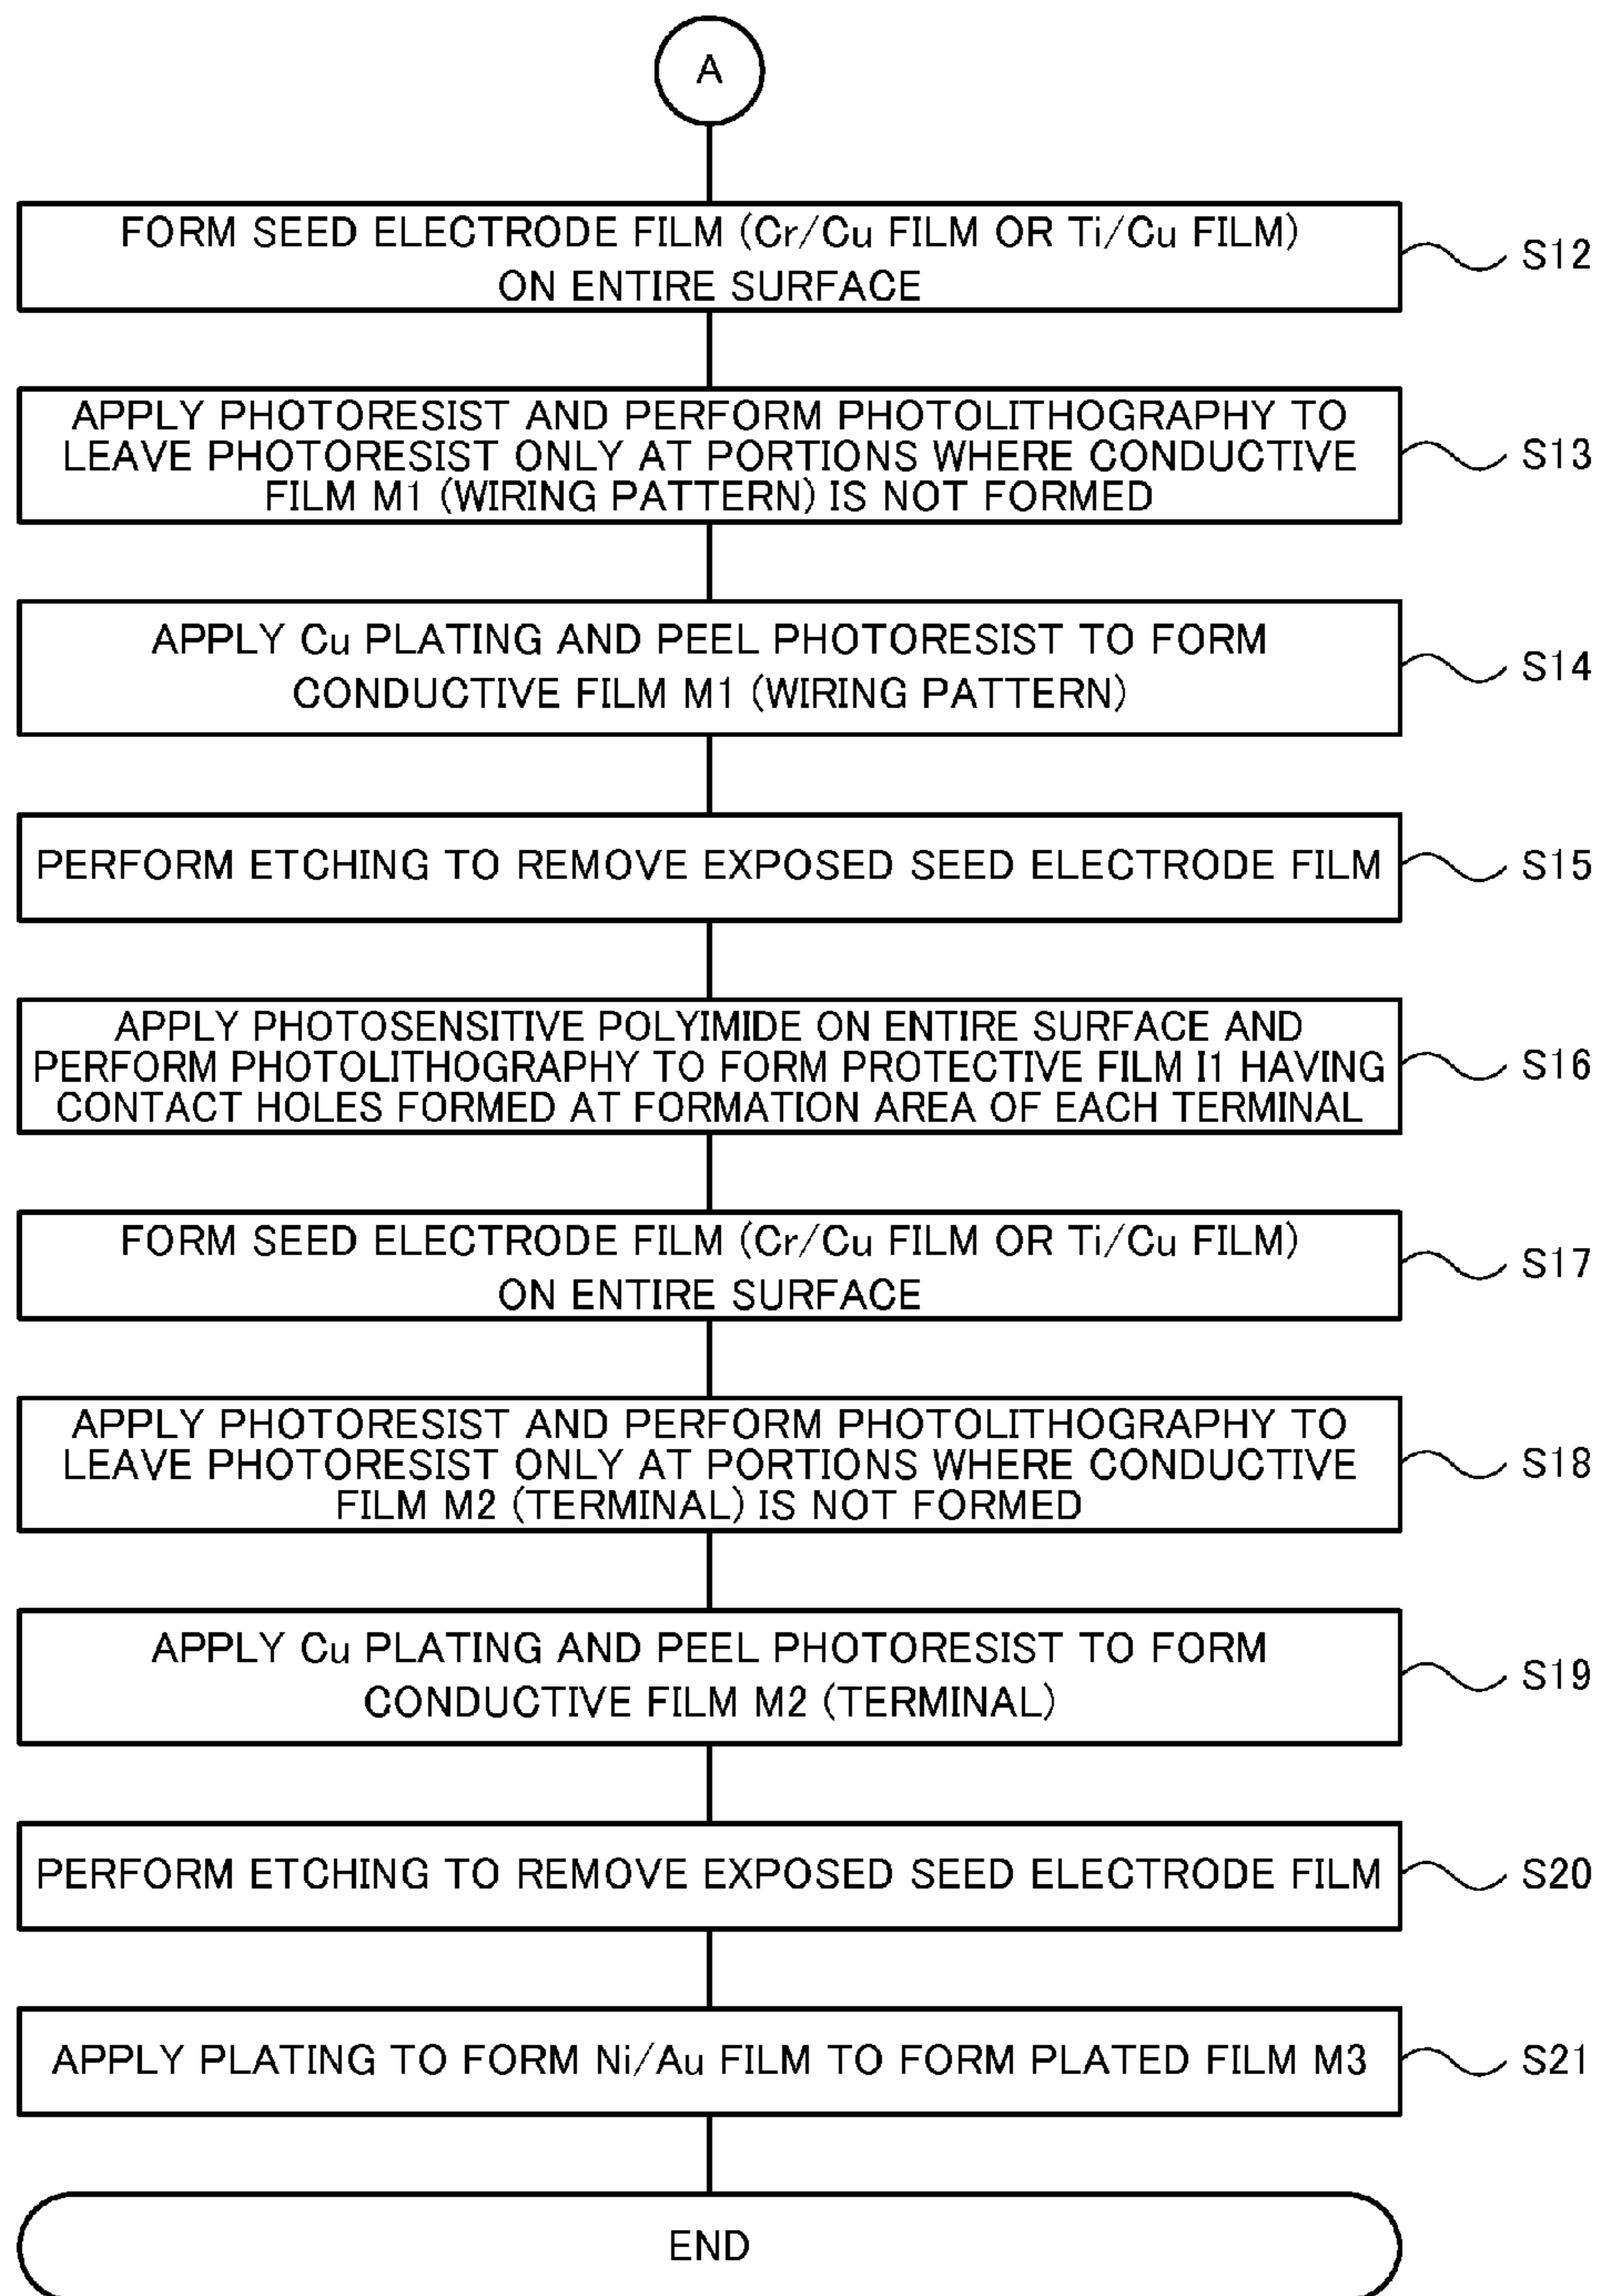 A
FORM SEED ELECTRODE FILM (Cr/Cu FILM OR Ti/Cu FILM)
ON ENTIRE SURFACE
S12
APPLY PHOTORESIST AND PERFORM PHOTOLITHOGRAPHY TO
LEAVE PHOTORESIST ONLY AT PORTIONS WHERE CONDUCTIVE
FILM M1 (WIRING PATTERN) IS NOT FORMED
S13
APPLY Cu PLATING AND PEEL PHOTORESIST TO FORM
CONDUCTIVE FILM M1 (WIRING PATTERN)
S14
PERFORM ETCHING TO REMOVE EXPOSED SEED ELECTRODE FILM
S15
APPLY PHOTOSENSITIVE POLYIMIDE ON ENTIRE SURFACE AND
PERFORM PHOTOLITHOGRAPHY TO FORM PROTECTIVE FILM I1 HAVING
CONTACT HOLES FORMED AT FORMATION AREA OF EACH TERMINAL
S16
FORM SEED ELECTRODE FILM (Cr/Cu FILM OR Ti/Cu FILM)
ON ENTIRE SURFACE
S17
APPLY PHOTORESIST AND PERFORM PHOTOLITHOGRAPHY TO
LEAVE PHOTORESIST ONLY AT PORTIONS WHERE CONDUCTIVE
FILM M2 (TERMINAL) IS NOT FORMED
S18
APPLY Cu PLATING AND PEEL PHOTORESIST TO FORM
CONDUCTIVE FILM M2 (TERMINAL)
S19
PERFORM ETCHING TO REMOVE EXPOSED SEED ELECTRODE FILM
S20
APPLY PLATING TO FORM Ni/Au FILM TO FORM PLATED FILM M3
S21
END